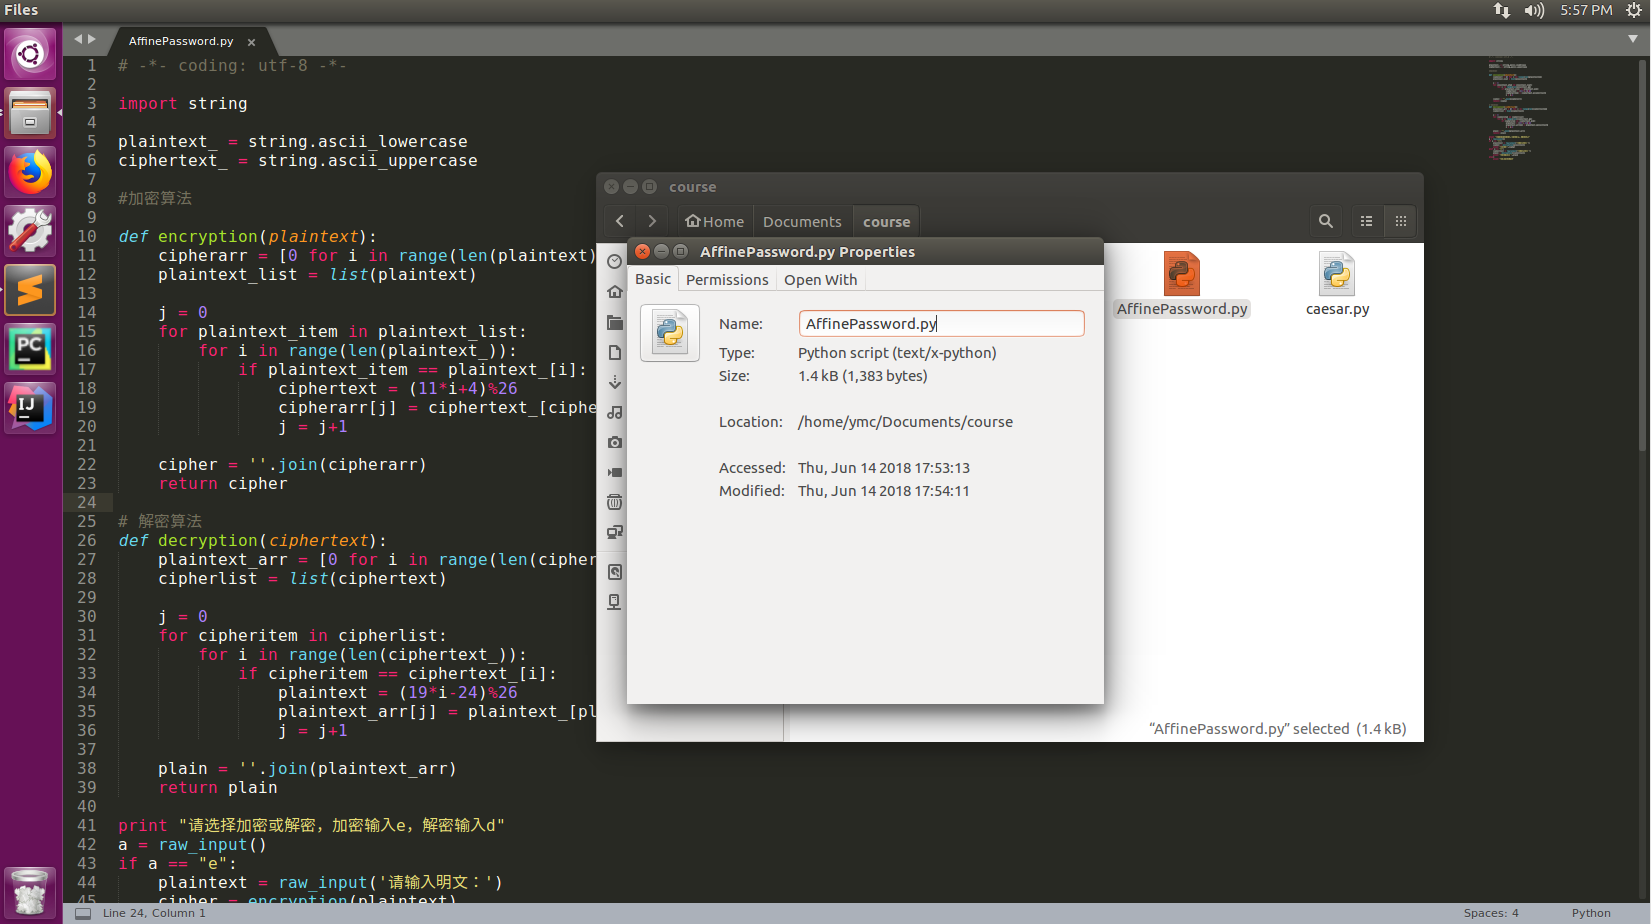 Files
5:57 PM
AffinePassword.py
1 # -*- coding: utf-8 -*-
2
3 import string
4
5 plaintext_ = string.ascii_lowercase
6 ciphertext_ = string.ascii_uppercase
7
8 #加密算法
9
10 def encryption(plaintext):
11 cipherarr = [0 for i in range(len(plaintext)
12 plaintext_list = list(plaintext)
13
14 j = 0
15 for plaintext_item in plaintext_list:
16 for i in range(len(plaintext_)):
17 if plaintext_item == plaintext_[i]:
18 ciphertext = (11*i+4)%26
19 cipherarr[j] = ciphertext_[ciphe
20 j = j+1
21
22 cipher = ''.join(cipherarr)
23 return cipher
24
25 # 解密算法
26 def decryption(ciphertext):
27 plaintext_arr = [0 for i in range(len(cipher
28 cipherlist = list(ciphertext)
29
30 j = 0
31 for cipheritem in cipherlist:
32 for i in range(len(ciphertext_)):
33 if cipheritem == ciphertext_[i]:
34 plaintext = (19*i-24)%26
35 plaintext_arr[j] = plaintext_[pl
36 j = j+1
37
38 plain = ''.join(plaintext_arr)
39 return plain
40
41 print "请选择加密或解密，加密输入e，解密输入d"
42 a = raw_input()
43 if a == "e":
44 plaintext = raw_input('请输入明文：')
45 cipher = encryption(plaintext)
Line 24, Column 1
Spaces: 4
Python
course
Home
Documents
course
AffinePassword.py
caesar.py
"AffinePassword.py" selected (1.4 kB)
AffinePassword.py Properties
Basic
Permissions
Open With
Name: AffinePassword.py
Type: Python script (text/x-python)
Size: 1.4 kB (1,383 bytes)
Location: /home/ymc/Documents/course
Accessed: Thu, Jun 14 2018 17:53:13
Modified: Thu, Jun 14 2018 17:54:11
PC
IJ